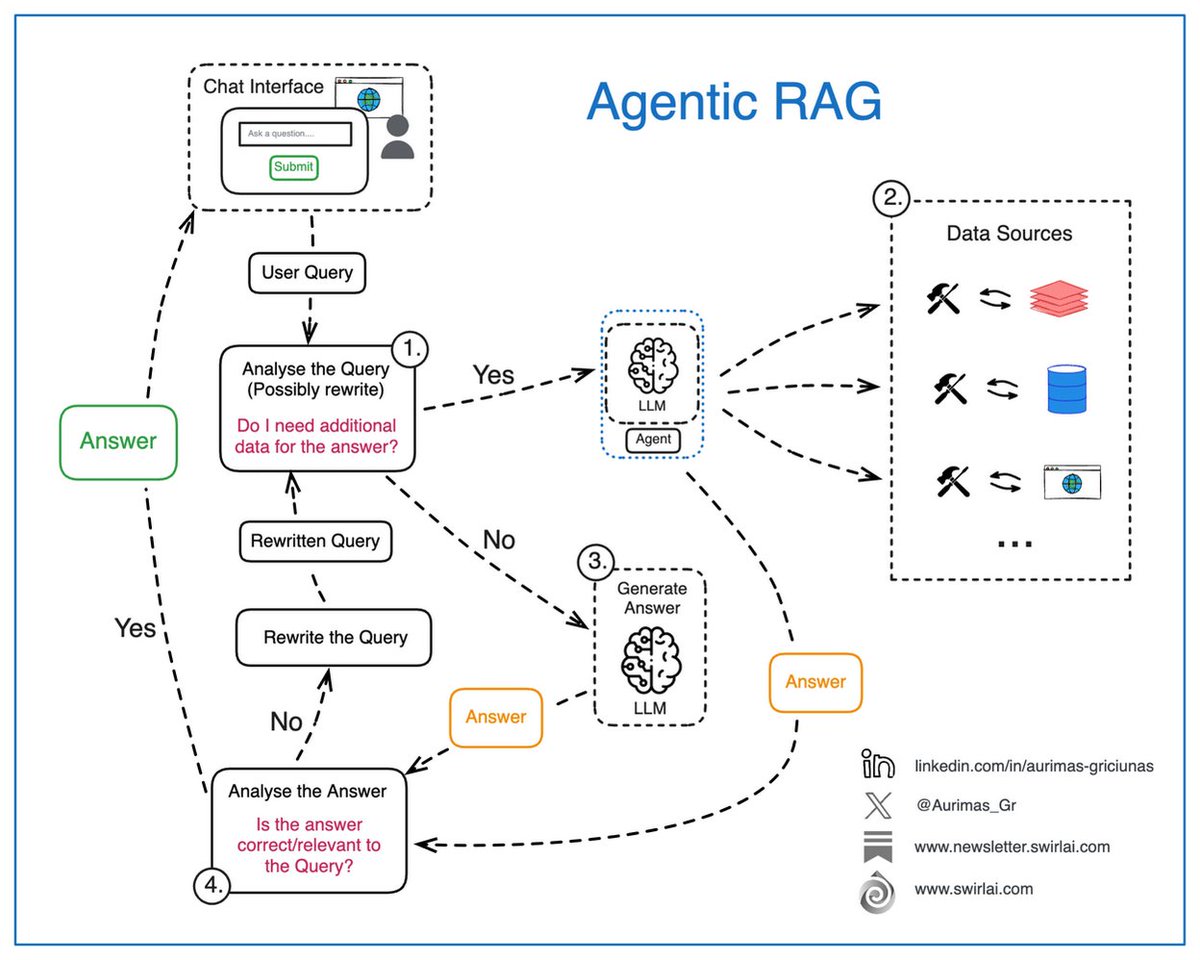 Agentic RAG
Chat Interface
Ask a question....
Submit
User Query
1.
Analyse the Query
(Possibly rewrite)
Do I need additional
data for the answer?
Yes
LLM
Agent
2.
Data Sources
...
Answer
Rewritten Query
No
3.
Generate
Answer
LLM
Rewrite the Query
Yes
No
Answer
Answer
Analyse the Answer
Is the answer
correct/relevant to
the Query?
4.
in
linkedin.com/in/aurimas-griciunas
X
@Aurimas_Gr
www.newsletter.swirlai.com
www.swirlai.com